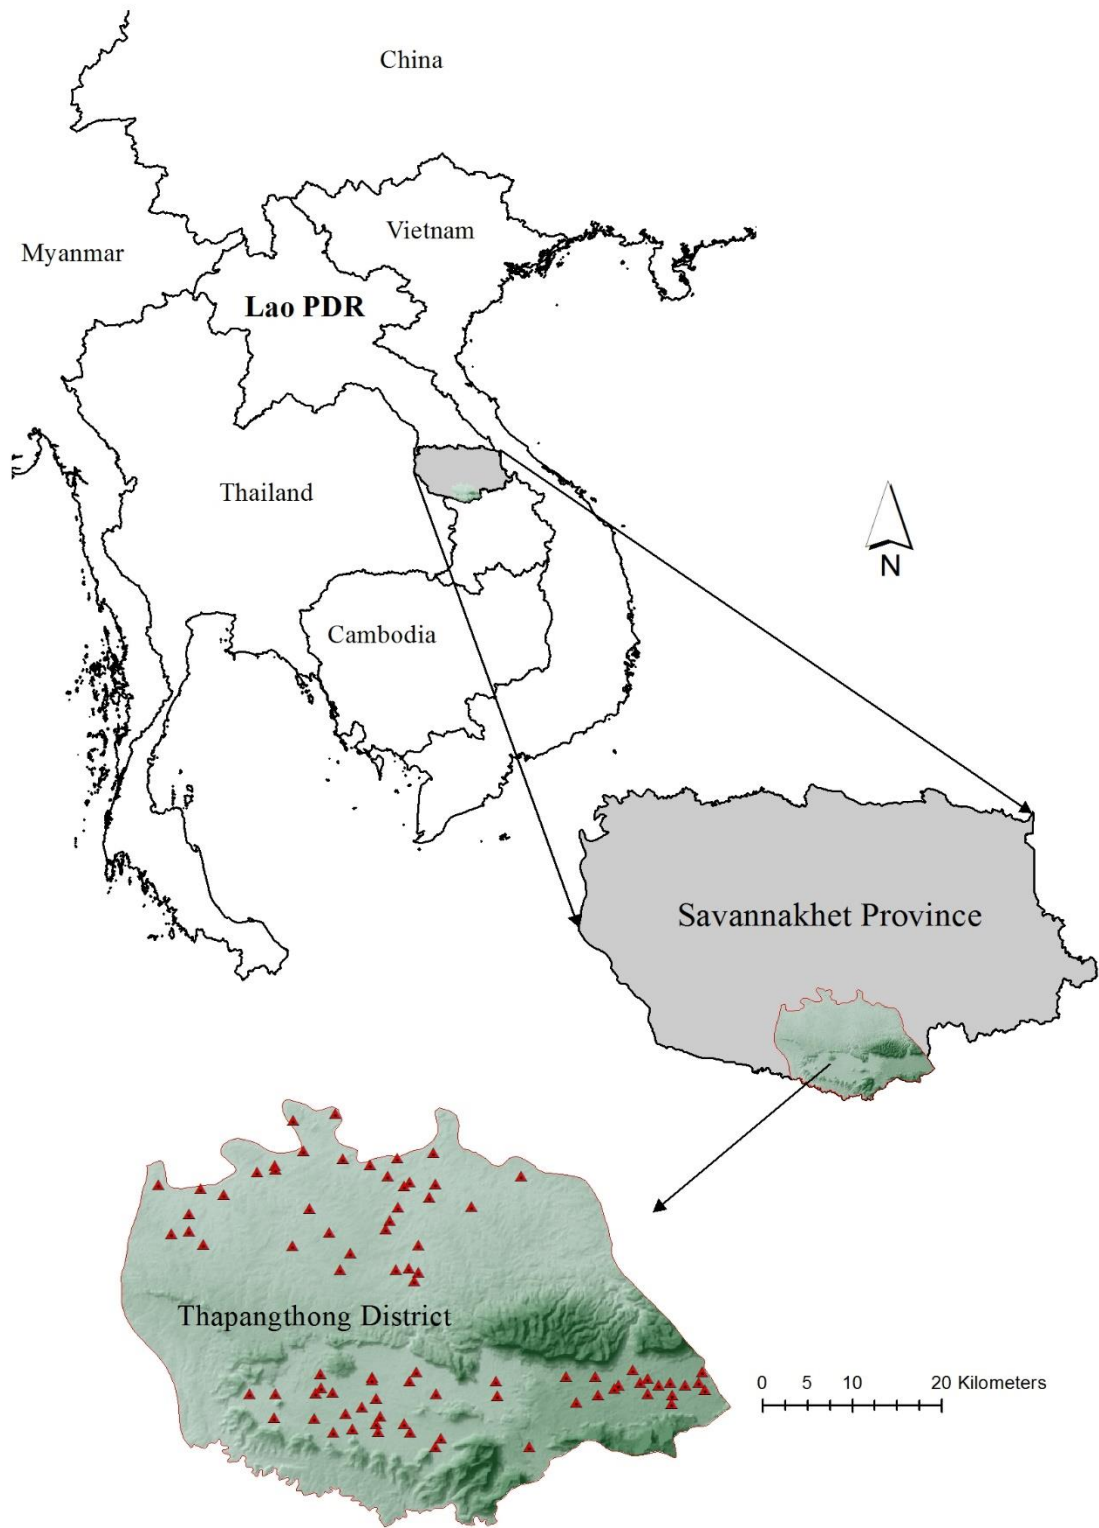 China
Vietnam
Myanmar
Lao PDR
Thailand
N
Cambodia
Savannakhet Province
Thapangthong District
0 5 10 20 Kilometers